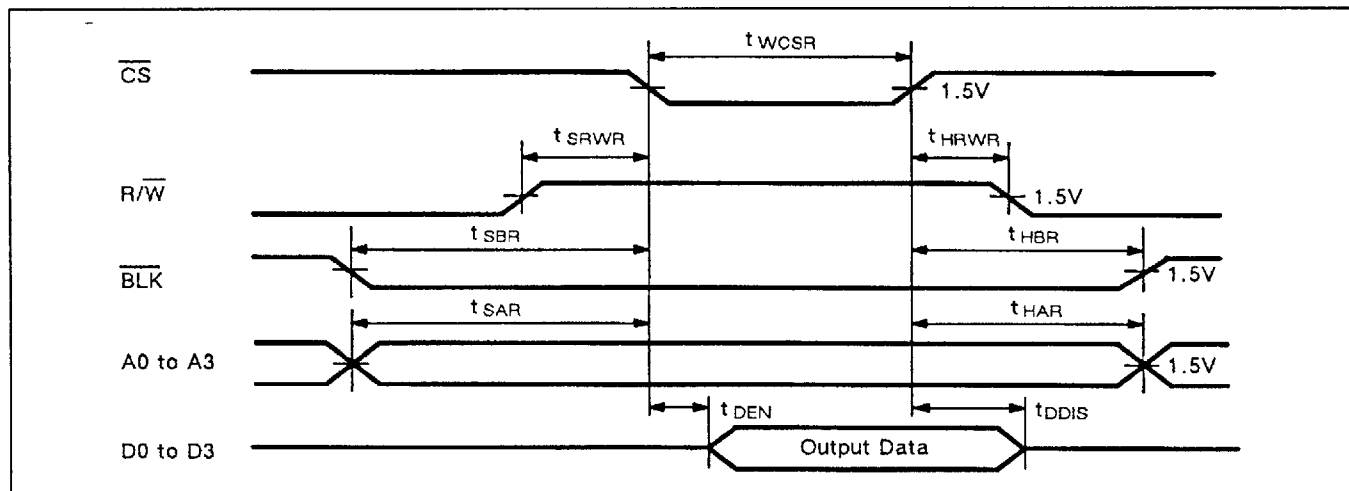 t WCSR
CS
1.5V
t SRWR
t HRWR
R/W
1.5V
t SBR
t HBR
BLK
1.5V
t SAR
t HAR
A0 to A3
1.5V
t DEN
t DDIS
D0 to D3
Output Data